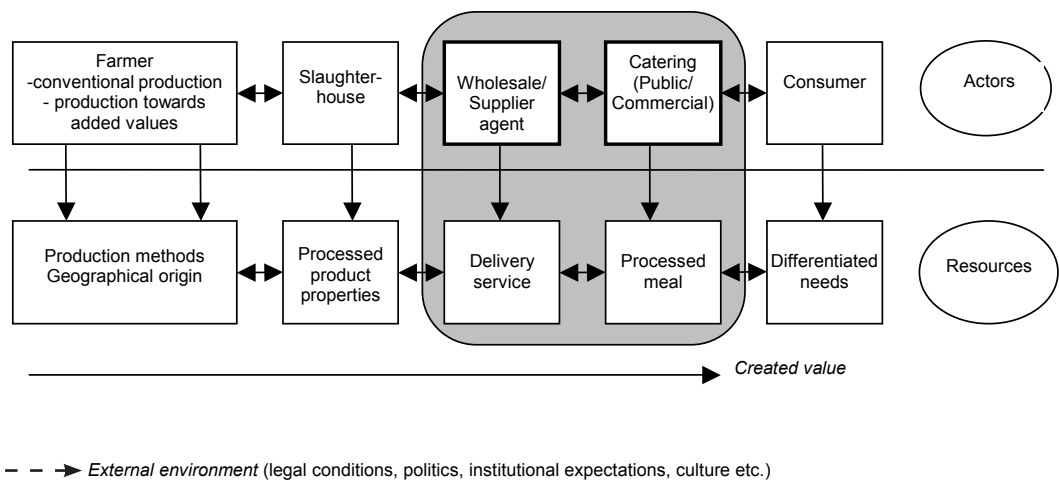 Farmer
-conventional production
- production towards
added values
Slaughter-
house
Wholesale/
Supplier
agent
Catering
(Public/
Commercial)
Consumer
Actors
Production methods
Geographical origin
Processed
product
properties
Delivery
service
Processed
meal
Differentiated
needs
Resources
Created value
External environment (legal conditions, politics, institutional expectations, culture etc.)